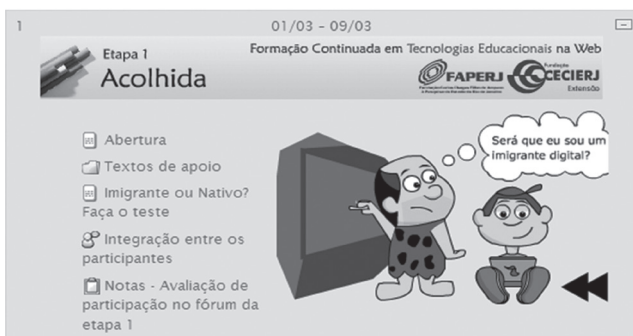 1
01/03 - 09/03
Etapa 1
Acolhida
Formação Continuada em Tecnologias Educacionais na Web
FAPERJ
Fundação
CECIERJ
Extensão
Abertura
Textos de apoio
Imigrante ou Nativo?
Faça o teste
Integração entre os
participantes
Notas - Avaliação de
participação no fórum da
etapa 1
Será que eu sou um
imigrante digital?